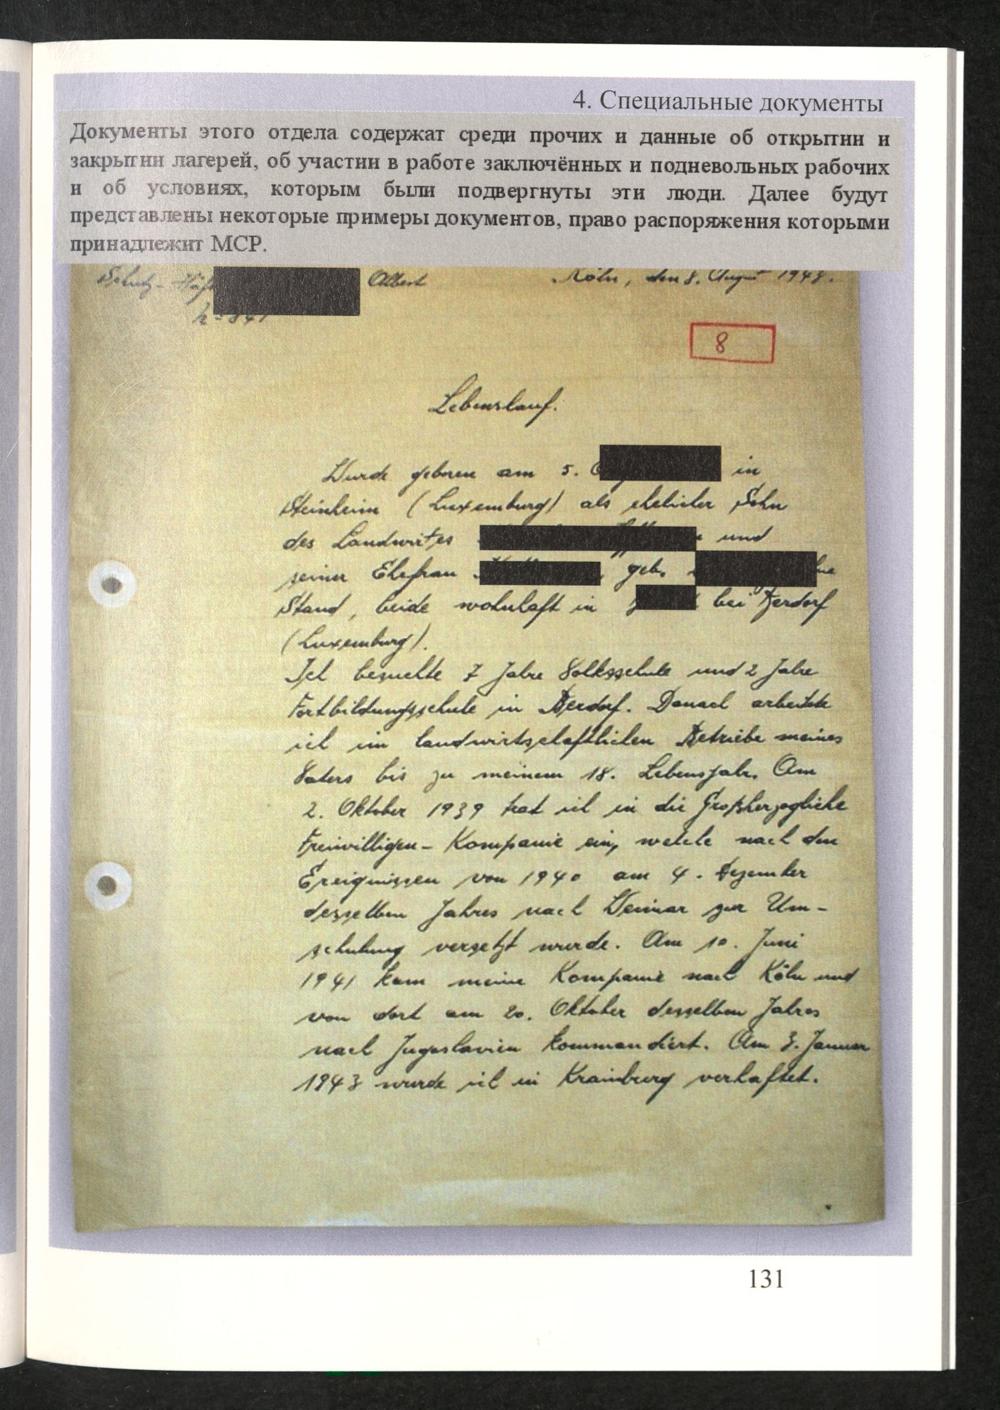 4. Специальные документы
Документы этого отдела содержат среди прочих и данные об открытии и
закрытии лагерей, об участии в работе заключённых и подневольных рабочих
и об условиях, которым были подвергнуты эти люди. Далее будут
представлены некоторые примеры документов, право распоряжения которыми
принадлежит МСР.
Schutz-Häft Albert Köln, den 8. August 1943.
8
Lebenslauf.
Wurde geboren am 5. in
Steinheim (Luxemburg) als ehelicher Sohn
des Landwirtes und
seiner Ehefrau geb. ohne
Stand, beide wohnhaft in bei Berdorf
(Luxemburg).
Ich besuchte 7 Jahre Volksschule und 2 Jahre
Fortbildungsschule in Berdorf. Danach arbeitete
ich im landwirtschaftlichen Betriebe meines
Vaters bis zu meinem 18. Lebensjahr. Am
2. Oktober 1939 trat ich in die Großherzogliche
Freiwilligen-Kompanie ein, welche nach den
Ereignissen von 1940 am 4. Dezember
desselben Jahres nach Weimar zur Um-
schulung versetzt wurde. Am 10. Juni
1941 kam meine Kompanie nach Köln und
von dort am 20. Oktober desselben Jahres
nach Jugoslavien kommandiert. Am 3. Januar
1943 wurde ich in Krainburg verhaftet.
131